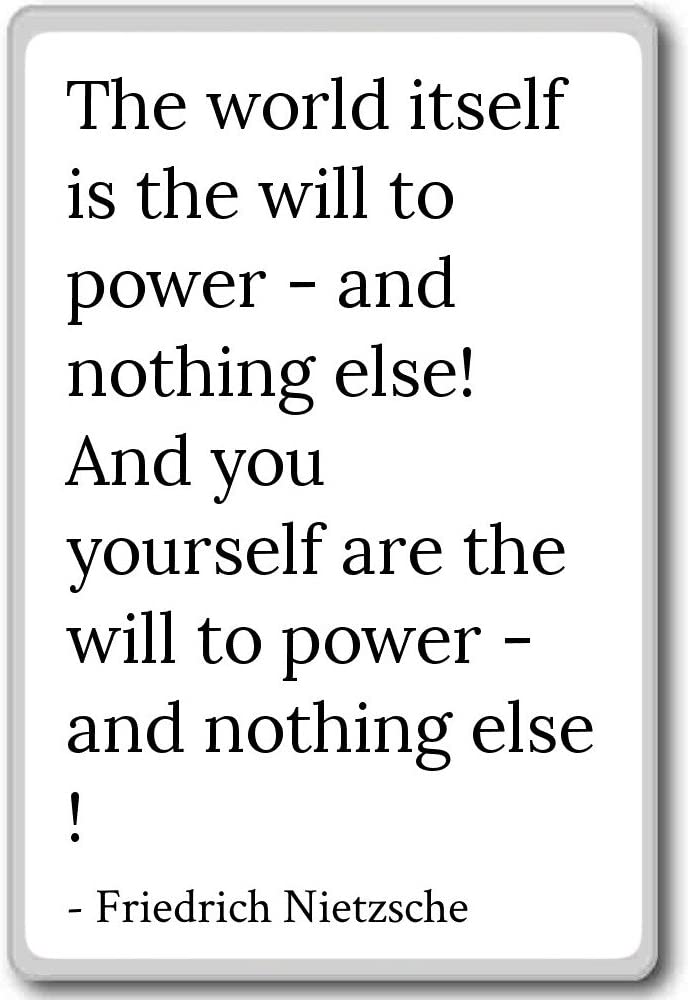 The world itself
is the will to
power - and
nothing else!
And you
yourself are the
will to power -
and nothing else
!
- Friedrich Nietzsche